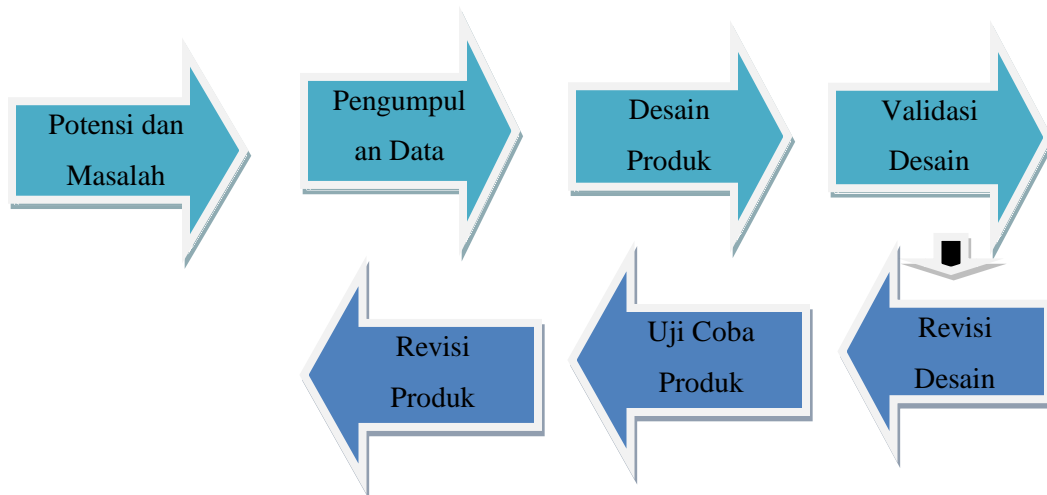 Potensi dan
Masalah
Pengumpul
an Data
Desain
Produk
Validasi
Desain
Revisi
Desain
Uji Coba
Produk
Revisi
Produk